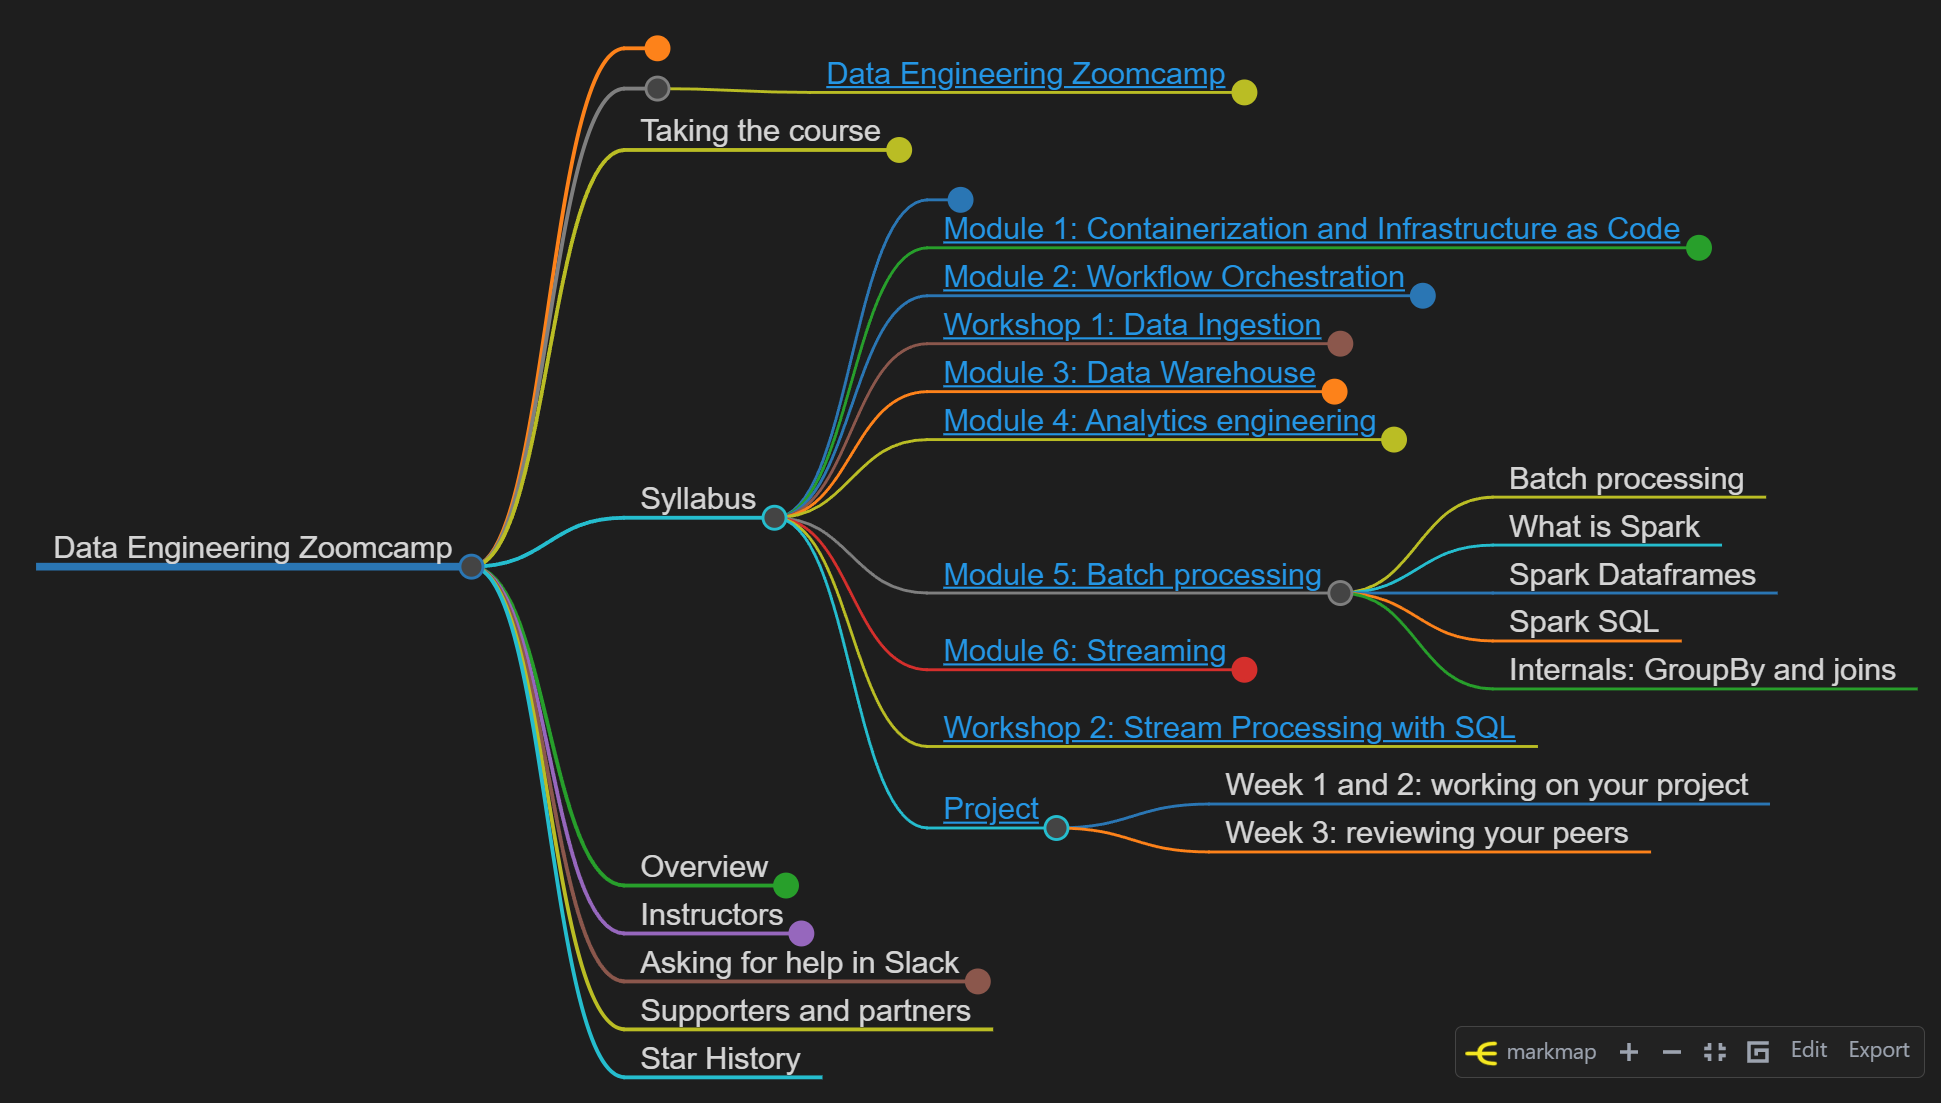 Data Engineering Zoomcamp
Data Engineering Zoomcamp
Taking the course
Syllabus
Module 1: Containerization and Infrastructure as Code
Module 2: Workflow Orchestration
Workshop 1: Data Ingestion
Module 3: Data Warehouse
Module 4: Analytics engineering
Module 5: Batch processing
Batch processing
What is Spark
Spark Dataframes
Spark SQL
Internals: GroupBy and joins
Module 6: Streaming
Workshop 2: Stream Processing with SQL
Project
Week 1 and 2: working on your project
Week 3: reviewing your peers
Overview
Instructors
Asking for help in Slack
Supporters and partners
Star History
markmap Edit Export